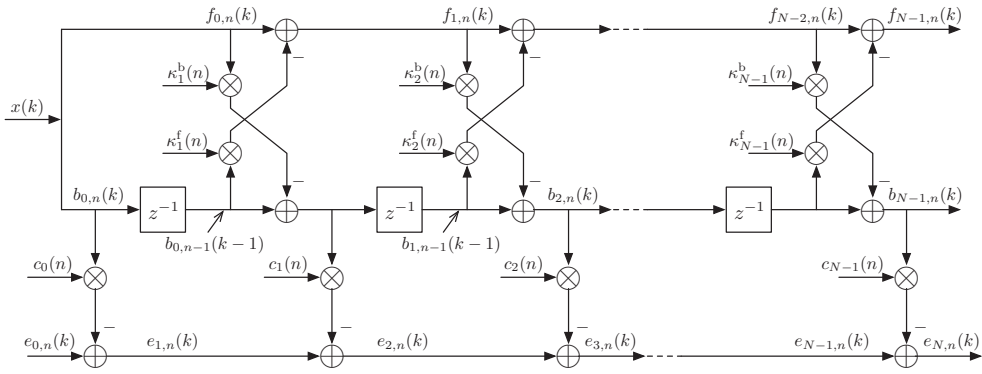 f_{0,n}(k) f_{1,n}(k) f_{N−2,n}(k) f_{N−1,n}(k)
− − −
κ_1^b(n) κ_2^b(n) κ_{N−1}^b(n)
x(k)
κ_1^f(n) κ_2^f(n) κ_{N−1}^f(n)
− − −
b_{0,n}(k) z^{−1} z^{−1} b_{2,n}(k) z^{−1} b_{N−1,n}(k)
b_{0,n−1}(k−1) b_{1,n−1}(k−1)
c_0(n) c_1(n) c_2(n) c_{N−1}(n)
− − − −
e_{0,n}(k) e_{1,n}(k) e_{2,n}(k) e_{3,n}(k) e_{N−1,n}(k) e_{N,n}(k)